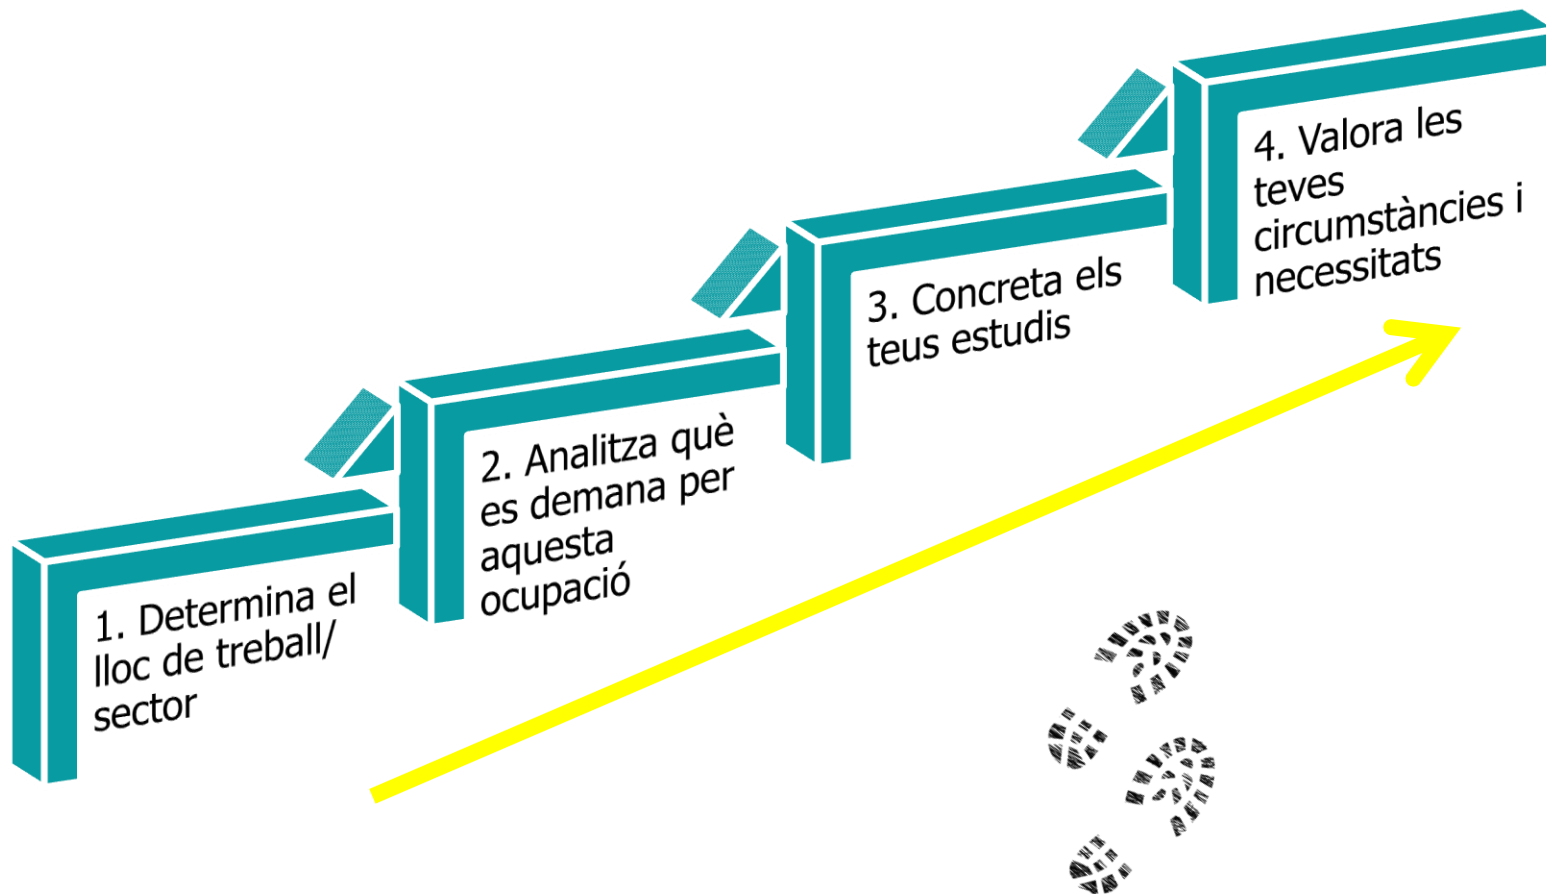 1. Determina el
lloc de treball/
sector
2. Analitza què
es demana per
aquesta
ocupació
3. Concreta els
teus estudis
4. Valora les
teves
circumstàncies i
necessitats